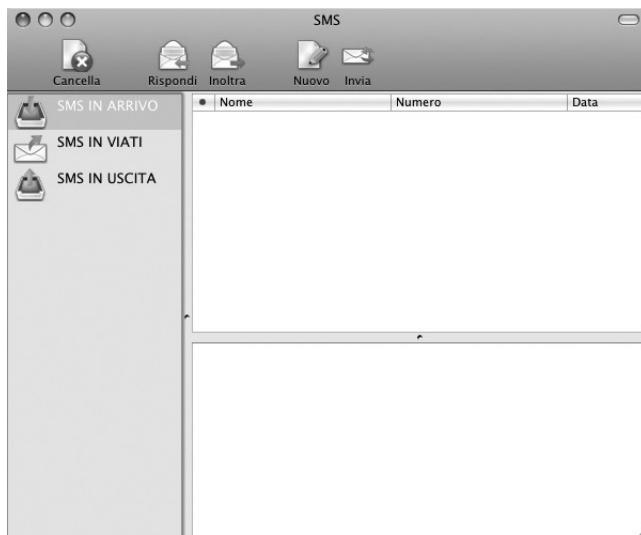 SMS
Cancella Rispondi Inoltra Nuovo Invia
SMS IN ARRIVO
Nome Numero Data
SMS IN VIATI
SMS IN USCITA